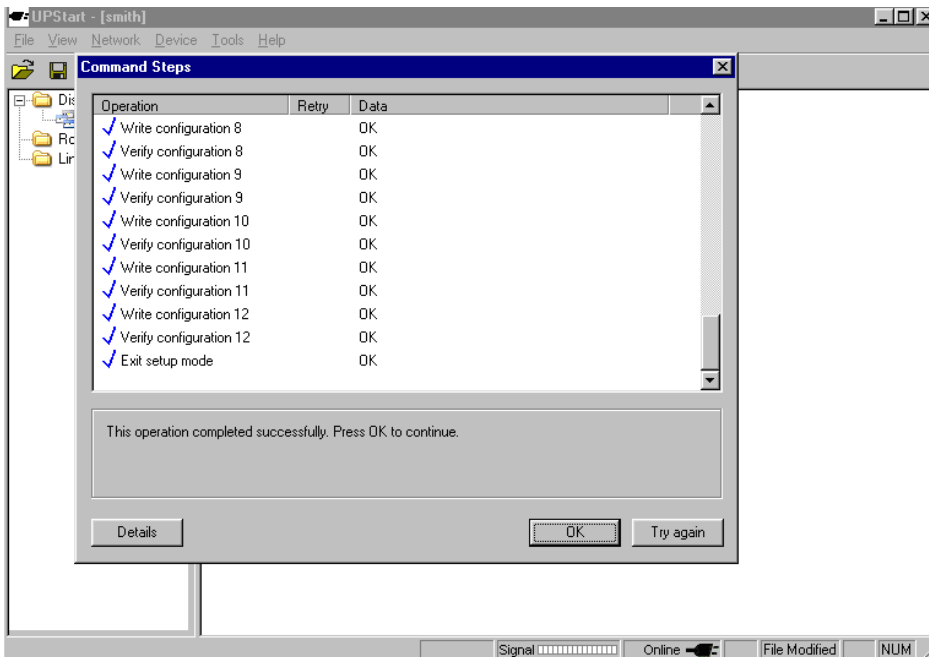 UPStart - [smith]
File View Network Device Tools Help
Command Steps
Operation Retry Data
Write configuration 8 OK
Verify configuration 8 OK
Write configuration 9 OK
Verify configuration 9 OK
Write configuration 10 OK
Verify configuration 10 OK
Write configuration 11 OK
Verify configuration 11 OK
Write configuration 12 OK
Verify configuration 12 OK
Exit setup mode OK
This operation completed successfully. Press OK to continue.
Details OK Try again
Dis
Ro
Lin
Signal Online File Modified NUM